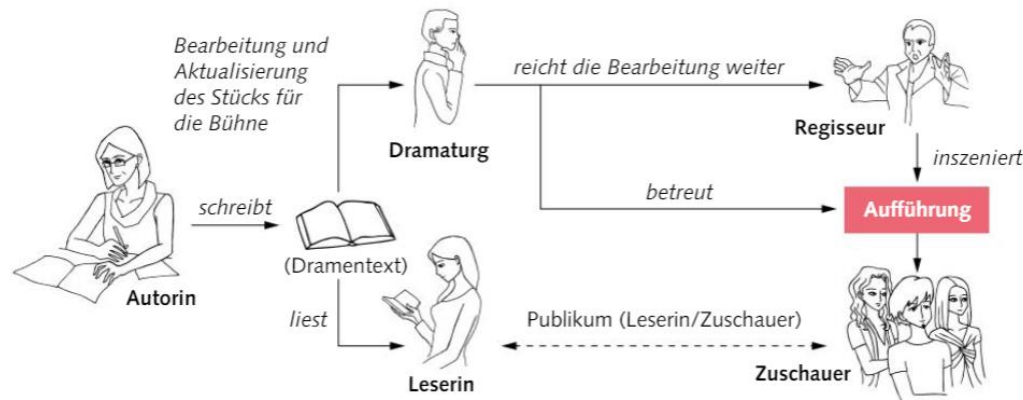 Bearbeitung und
Aktualisierung
des Stücks für
die Bühne
reicht die Bearbeitung weiter
Dramaturg
Regisseur
inszeniert
betreut
Aufführung
schreibt
(Dramentext)
Autorin
liest
Publikum (Leserin/Zuschauer)
Leserin
Zuschauer